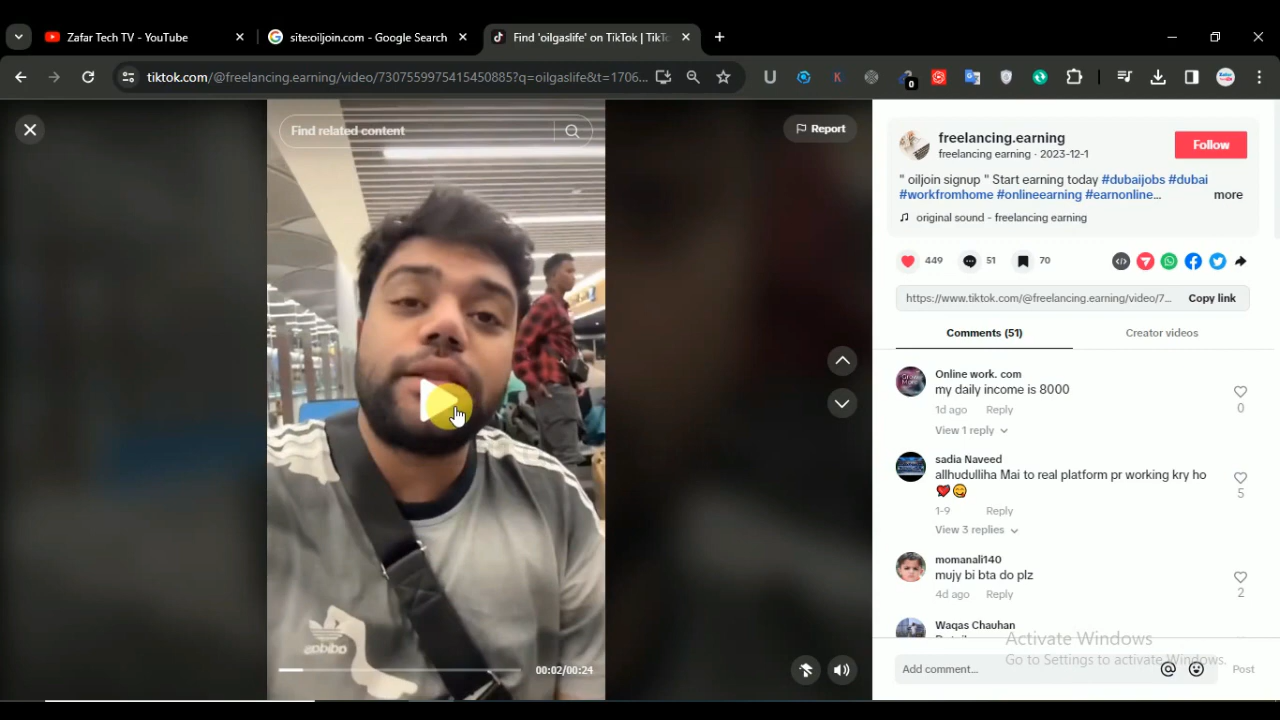 Zafar Tech TV - YouTube
site:oiljoin.com - Google Search
Find 'oilgaslife' on TikTok | TikTo
tiktok.com/@freelancing.earning/video/7307559975415450885?q=oilgaslife&t=1706...
Find related content
Report
freelancing.earning
freelancing earning · 2023-12-1
Follow
" oiljoin signup " Start earning today #dubaijobs #dubai
#workfromhome #onlineearning #earnonline...
more
original sound - freelancing earning
449
51
70
https://www.tiktok.com/@freelancing.earning/video/7...
Copy link
Comments (51)
Creator videos
Online work. com
my daily income is 8000
1d ago Reply
0
View 1 reply
sadia Naveed
allhudulliha Mai to real platform pr working kry ho
5
1-9 Reply
View 3 replies
momanali140
mujy bi bta do plz
4d ago Reply
2
Waqas Chauhan
Activate Windows
Go to Settings to activate Windows.
Add comment...
Post
adidas
00:02/00:24